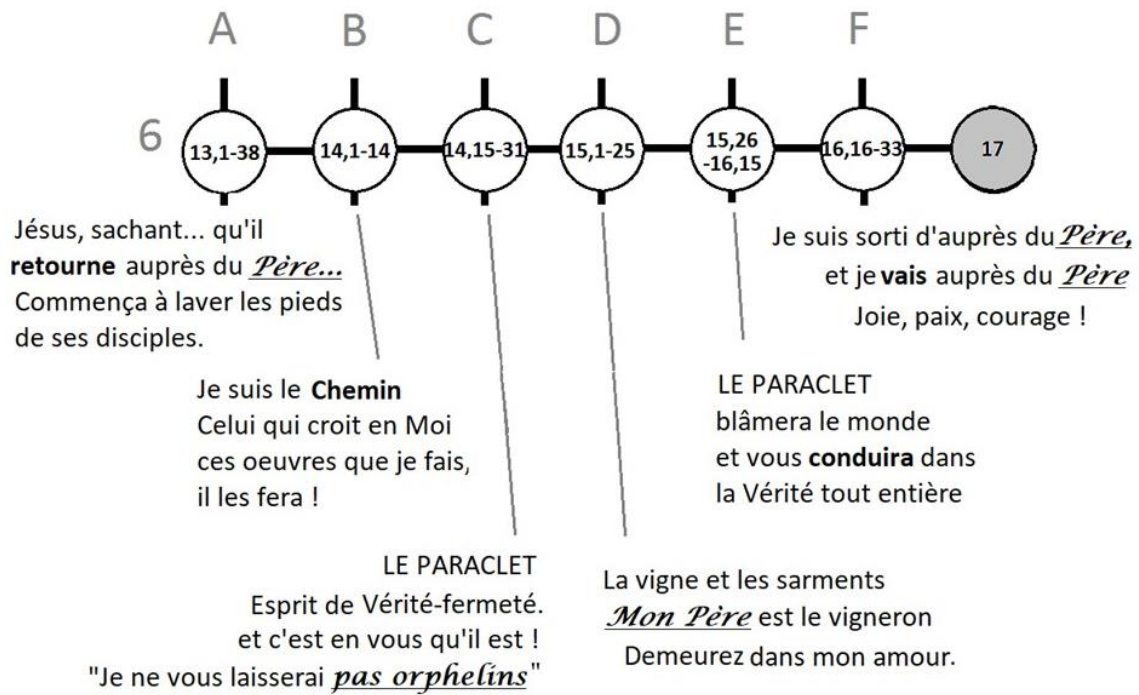 A B C D E F
6 13,1-38 14,1-14 14,15-31 15,1-25 15,26 -16,15 16,16-33 17
Jésus, sachant... qu'il
retourne auprès du Père...
Commença à laver les pieds
de ses disciples.
Je suis le Chemin
Celui qui croit en Moi
ces oeuvres que je fais,
il les fera !
LE PARACLET
Esprit de Vérité-fermeté.
et c'est en vous qu'il est !
"Je ne vous laisserai pas orphelins"
La vigne et les sarments
Mon Père est le vigneron
Demeurez dans mon amour.
LE PARACLET
blâmera le monde
et vous conduira dans
la Vérité tout entière
Je suis sorti d'auprès du Père,
et je vais auprès du Père
Joie, paix, courage !